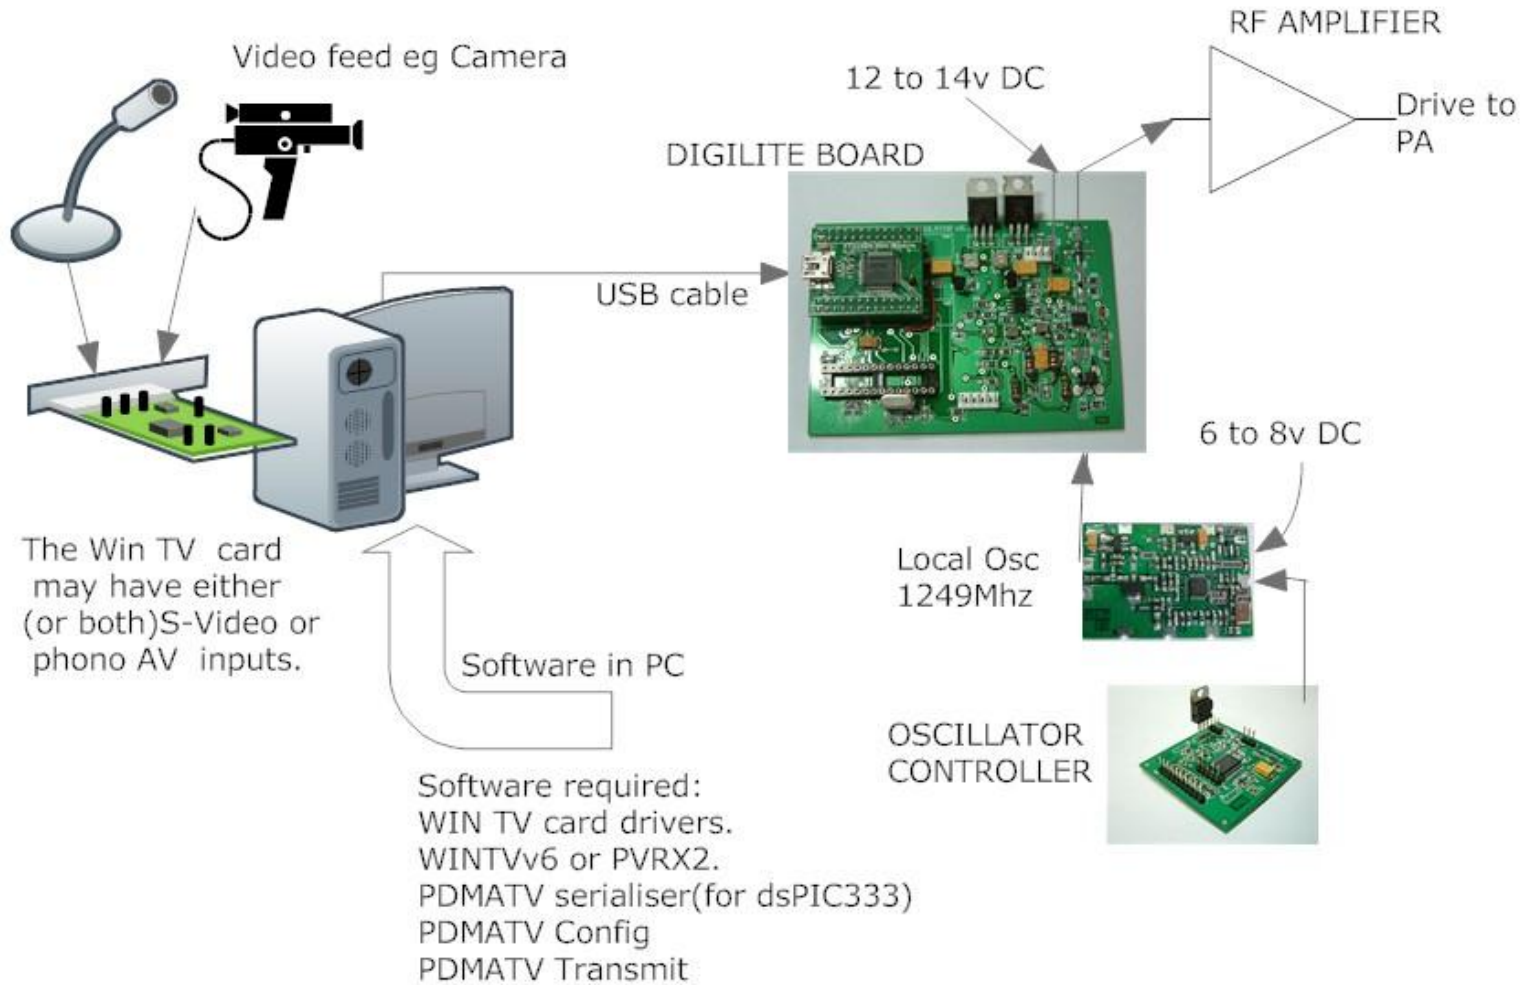 Video feed eg Camera
RF AMPLIFIER
12 to 14v DC
Drive to
PA
DIGILITE BOARD
USB cable
6 to 8v DC
The Win TV  card
may have either
(or both)S-Video or
phono AV  inputs.
Local Osc
1249Mhz
Software in PC
OSCILLATOR
CONTROLLER
Software required:
WIN TV card drivers.
WINTVv6 or PVRX2.
PDMATV serialiser(for dsPIC333)
PDMATV Config
PDMATV Transmit